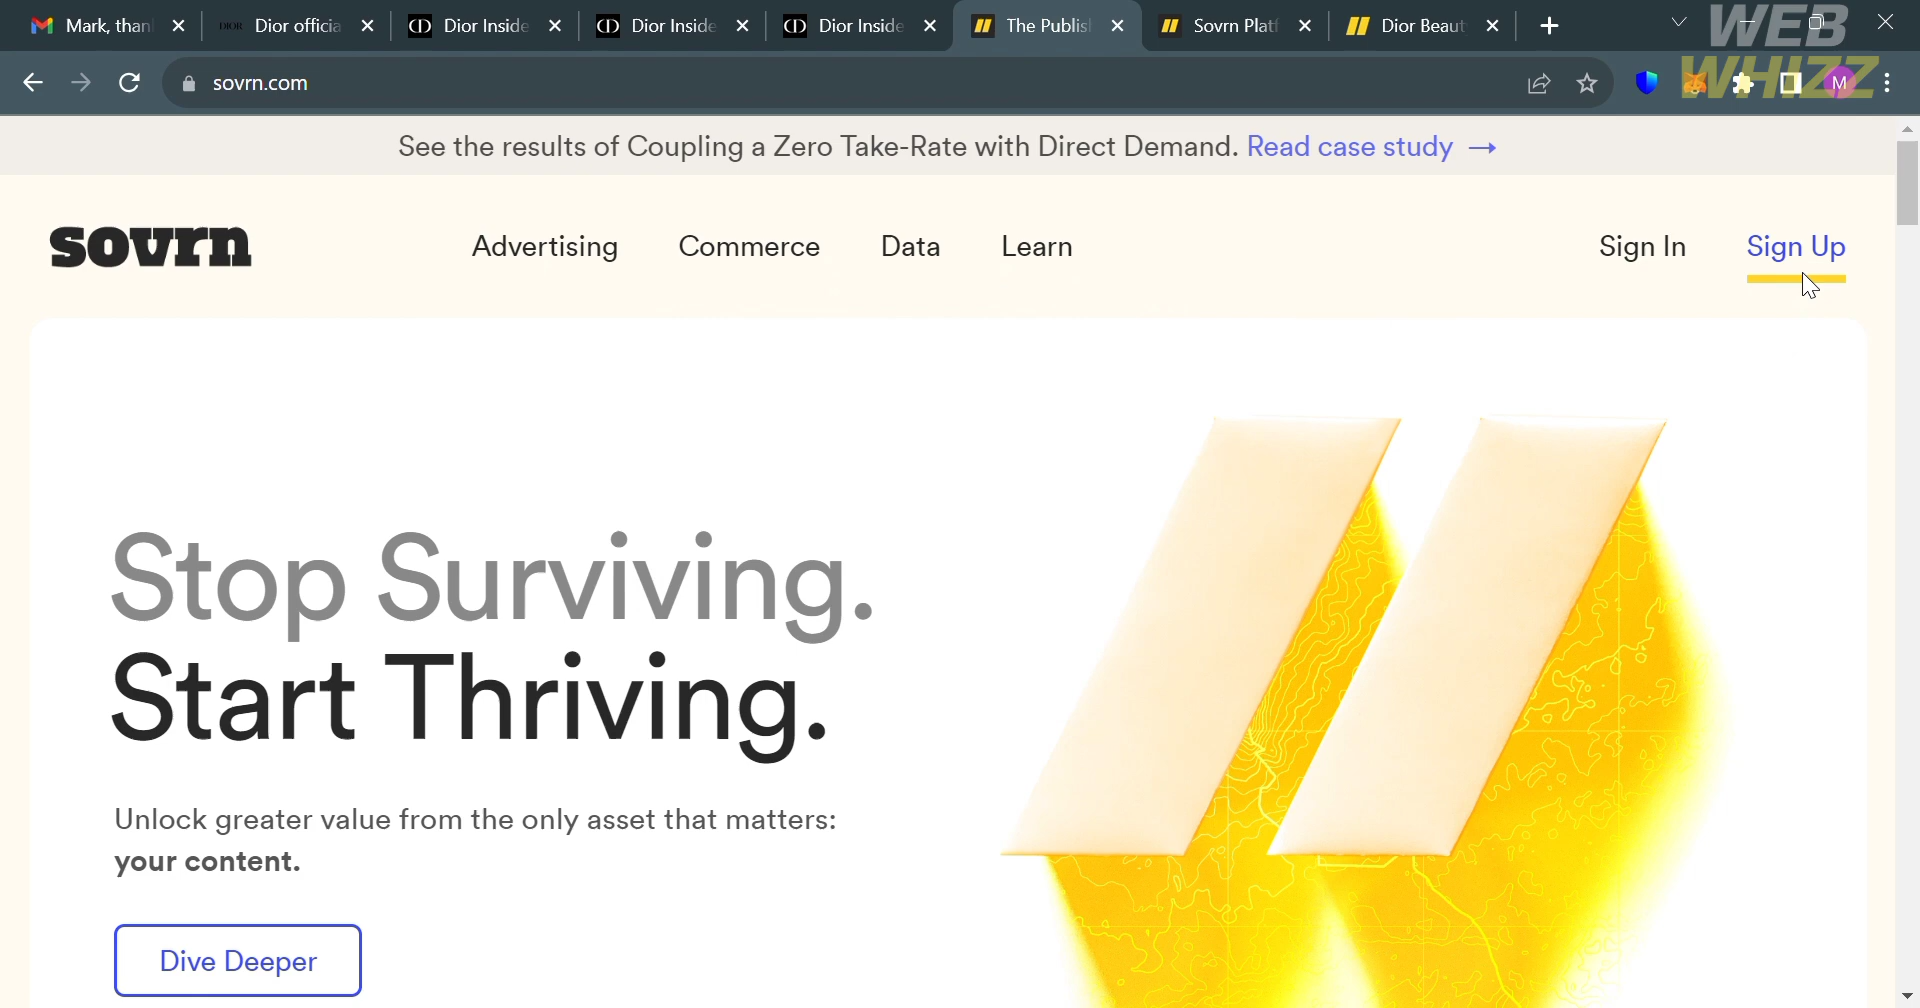 Mark, than
DIOR
Dior officia
Dior Inside
Dior Inside
Dior Inside
The Publis
Sovrn Platf
Dior Beaut
WEB
WHIZZ
sovrn.com
M
See the results of Coupling a Zero Take-Rate with Direct Demand. Read case study →
sovrn
Advertising
Commerce
Data
Learn
Sign In
Sign Up
Stop Surviving.
Start Thriving.
Unlock greater value from the only asset that matters:
your content.
Dive Deeper